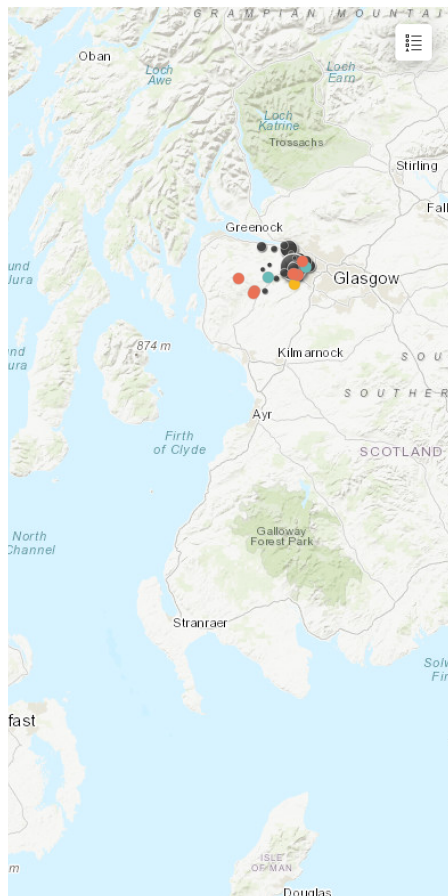 GRAMPIAN MOUNTAI
Oban
Loch
Awe
Loch
Earn
Loch
Katrine
Trossachs
Stirling
Fal
Greenock
und
Jura
Glasgow
nd
ura
874 m
Kilmarnock
SOU
SOUTHER
Ayr
Firth
of Clyde
SCOTLAND
North
Channel
Galloway
Forest Park
Stranraer
Solw
Fir
fast
ISLE
OF MAN
m
Douglas